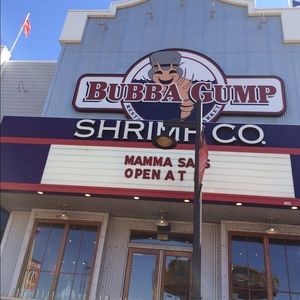 BUBBA GUMP
SHRIMP CO.
MAMMA SA S
OPEN AT